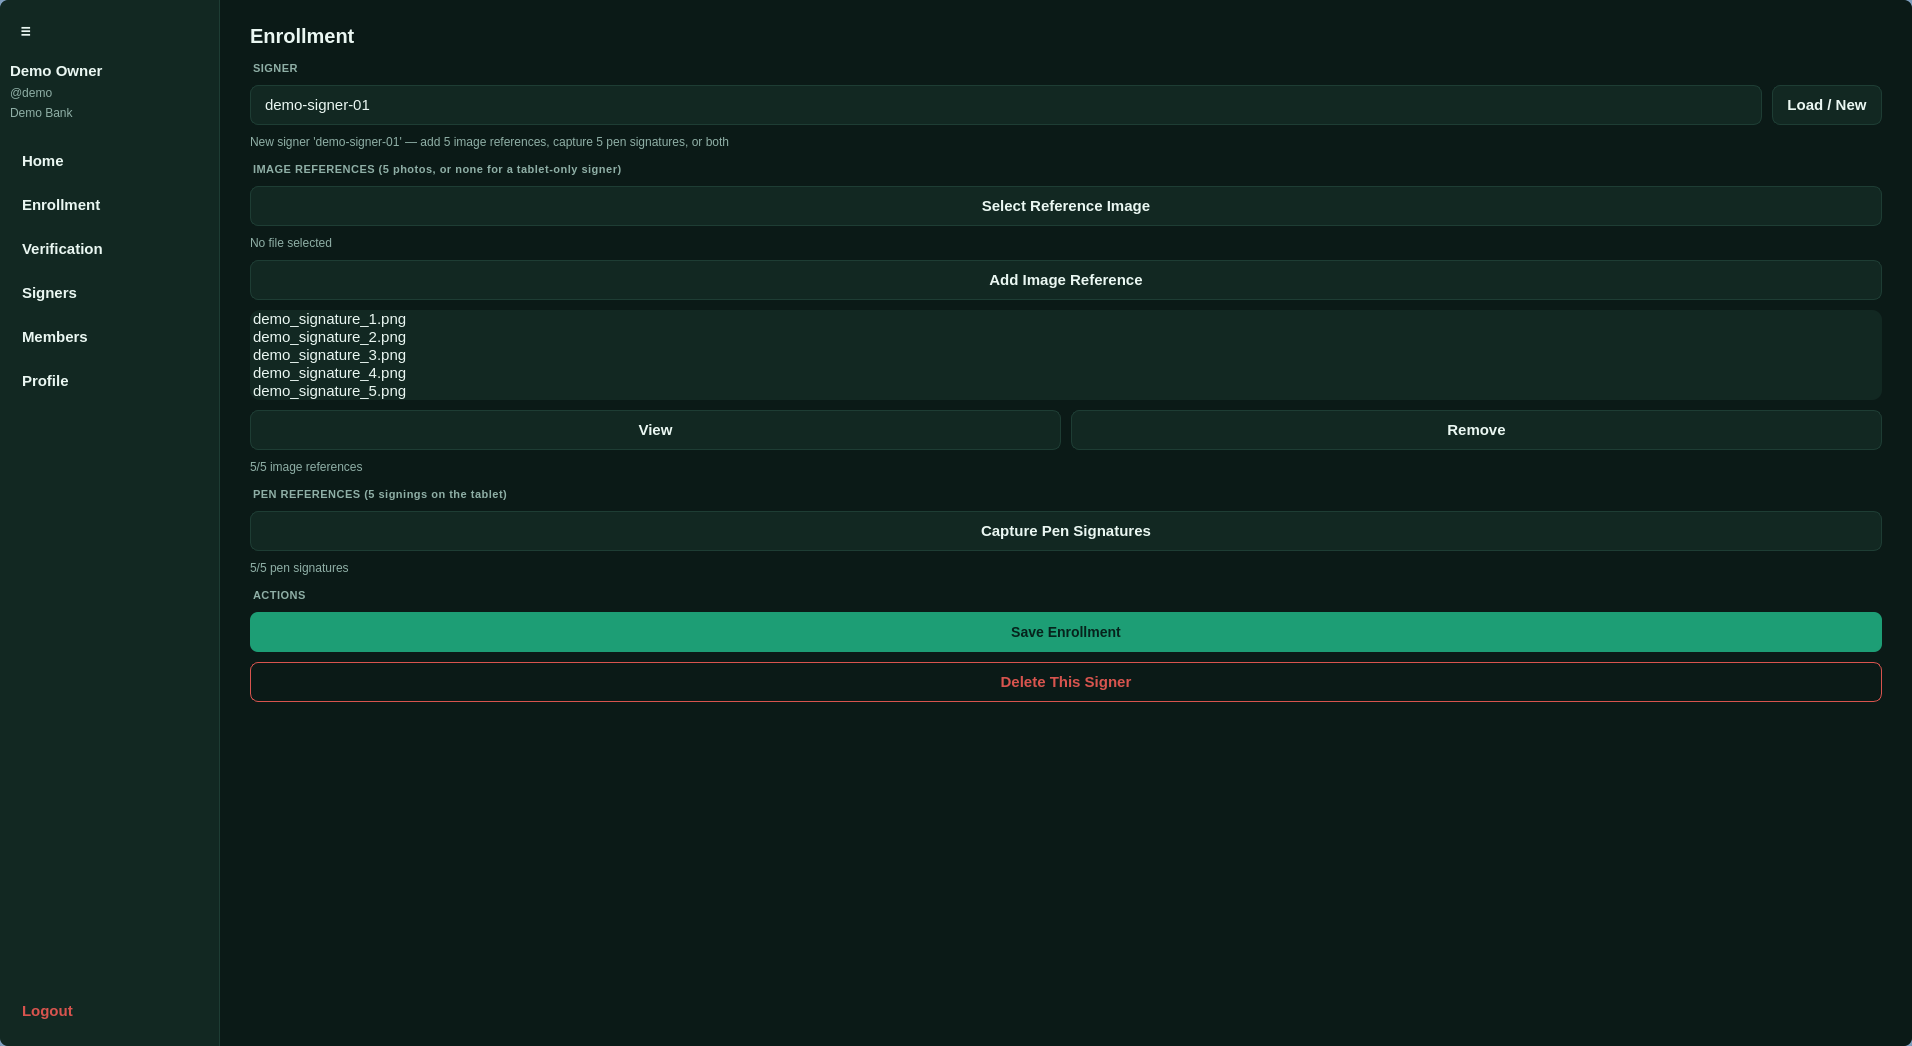 Demo Owner
@demo
Demo Bank
Home
Enrollment
Verification
Signers
Members
Profile
Logout
Enrollment
SIGNER
demo-signer-01
Load / New
New signer 'demo-signer-01' — add 5 image references, capture 5 pen signatures, or both
IMAGE REFERENCES (5 photos, or none for a tablet-only signer)
Select Reference Image
No file selected
Add Image Reference
demo_signature_1.png
demo_signature_2.png
demo_signature_3.png
demo_signature_4.png
demo_signature_5.png
View
Remove
5/5 image references
PEN REFERENCES (5 signings on the tablet)
Capture Pen Signatures
5/5 pen signatures
ACTIONS
Save Enrollment
Delete This Signer